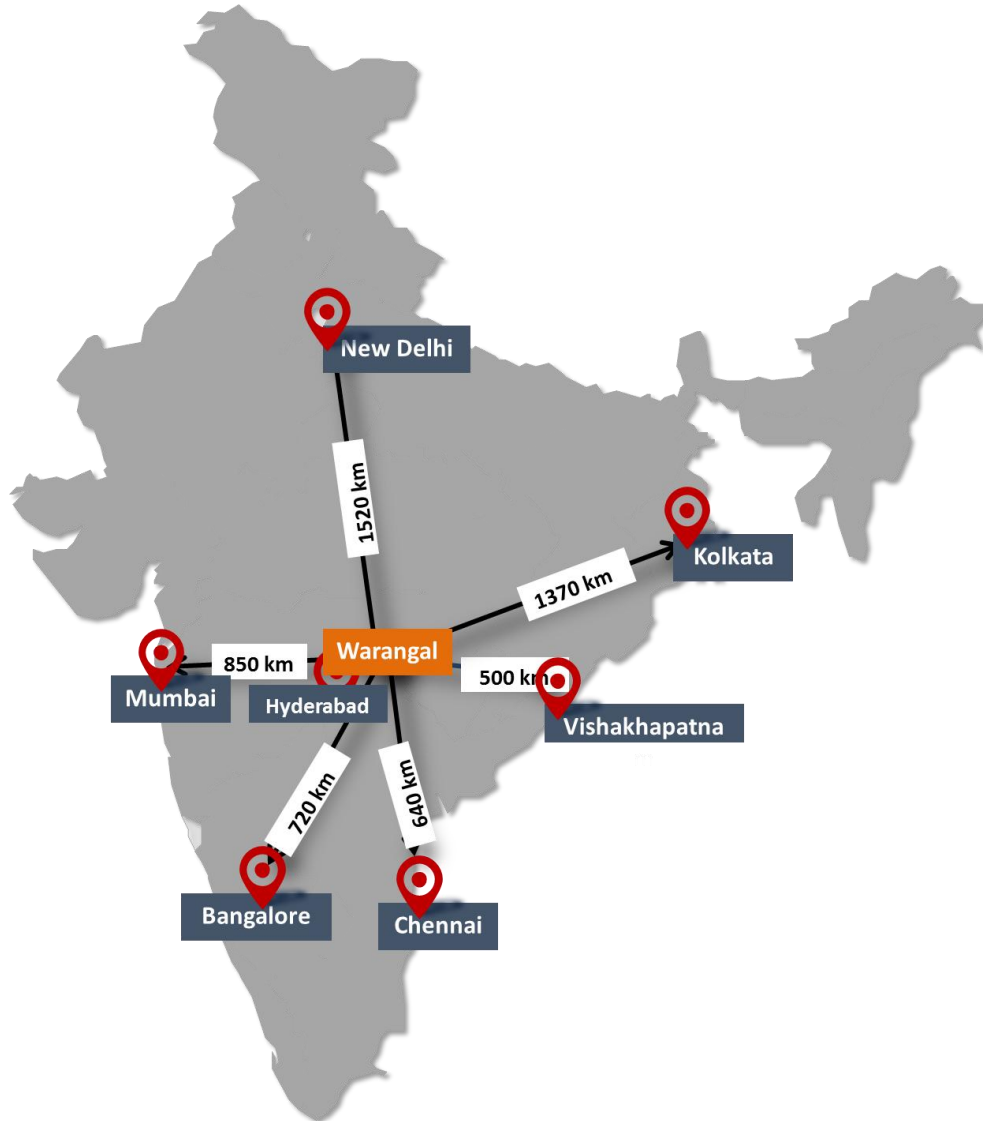 New Delhi
1520 km
Kolkata
1370 km
Warangal
850 km
500 km
Mumbai
Hyderabad
Vishakhapatna
720 km
640 km
Bangalore
Chennai